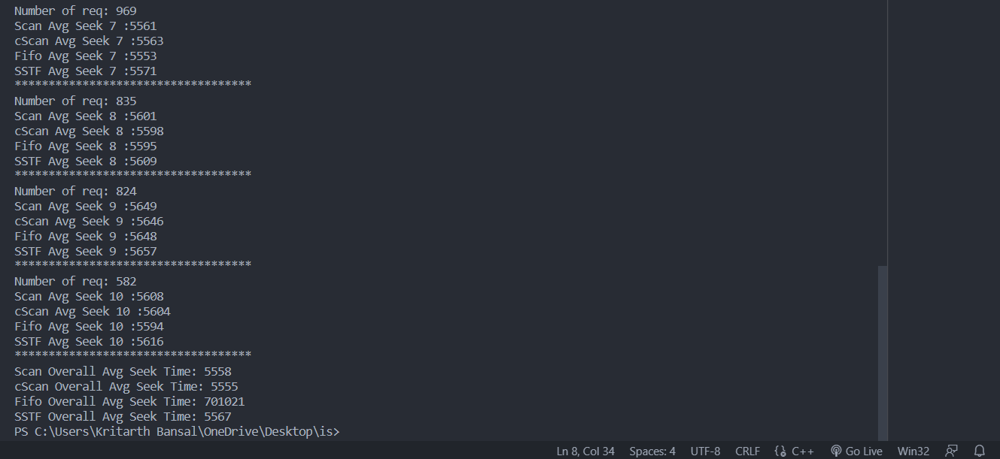 Number of req: 969
Scan Avg Seek 7 :5561
cScan Avg Seek 7 :5563
Fifo Avg Seek 7 :5553
SSTF Avg Seek 7 :5571
***********************************
Number of req: 835
Scan Avg Seek 8 :5601
cScan Avg Seek 8 :5598
Fifo Avg Seek 8 :5595
SSTF Avg Seek 8 :5609
***********************************
Number of req: 824
Scan Avg Seek 9 :5649
cScan Avg Seek 9 :5646
Fifo Avg Seek 9 :5648
SSTF Avg Seek 9 :5657
***********************************
Number of req: 582
Scan Avg Seek 10 :5608
cScan Avg Seek 10 :5604
Fifo Avg Seek 10 :5594
SSTF Avg Seek 10 :5616
***********************************
Scan Overall Avg Seek Time: 5558
cScan Overall Avg Seek Time: 5555
Fifo Overall Avg Seek Time: 701021
SSTF Overall Avg Seek Time: 5567
PS C:\Users\Kritarth Bansal\OneDrive\Desktop\is>
Ln 8, Col 34 Spaces: 4 UTF-8 CRLF {} C++ Go Live Win32